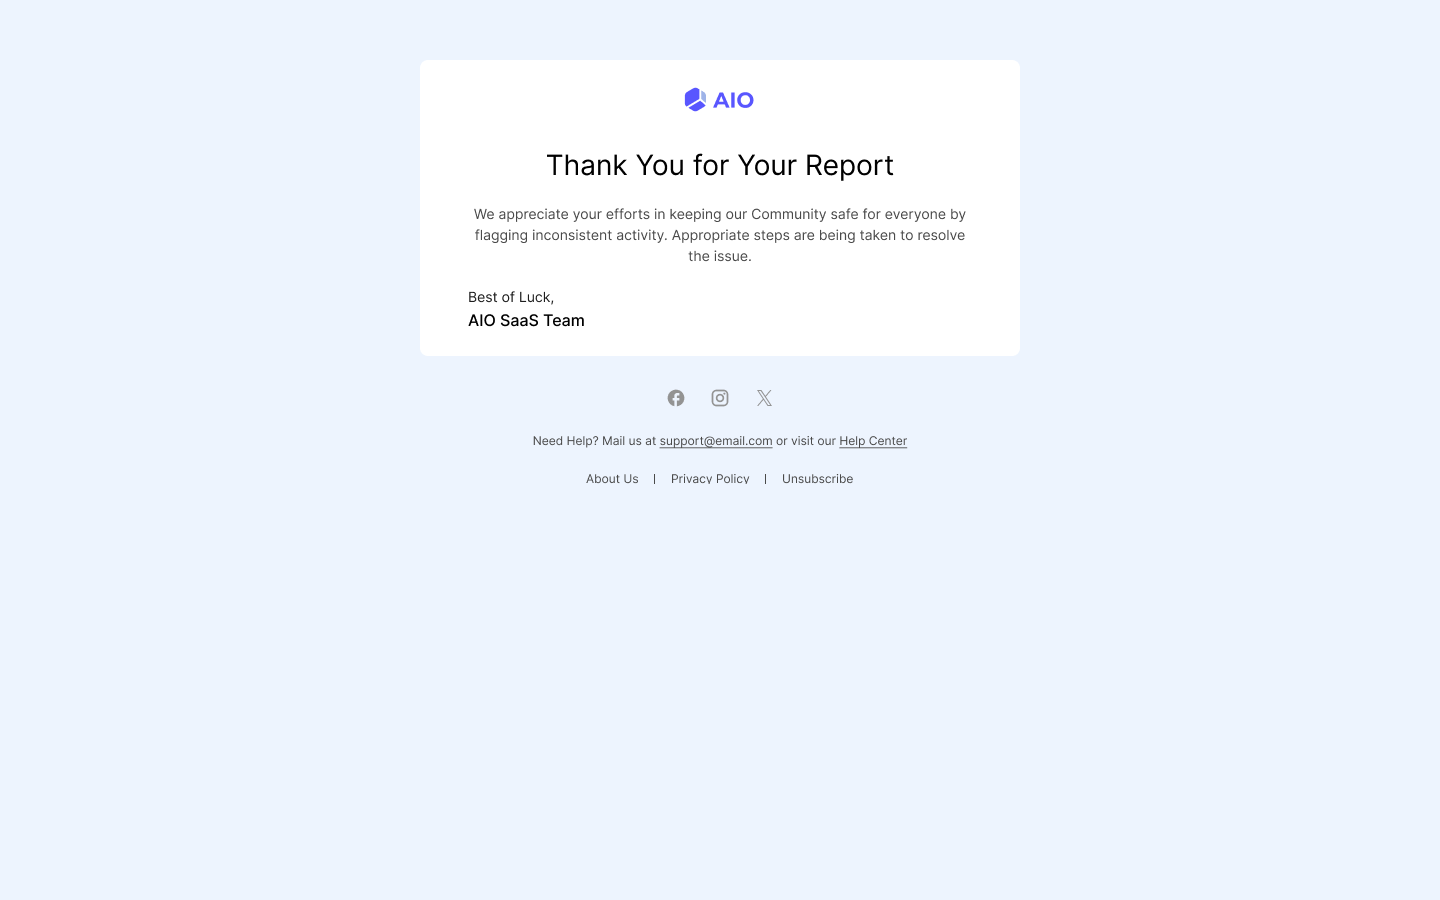 AIO
Thank You for Your Report
We appreciate your efforts in keeping our Community safe for everyone by
flagging inconsistent activity. Appropriate steps are being taken to resolve
the issue.
Best of Luck,
AIO SaaS Team
Need Help? Mail us at support@email.com or visit our Help Center
About Us | Privacy Policy | Unsubscribe